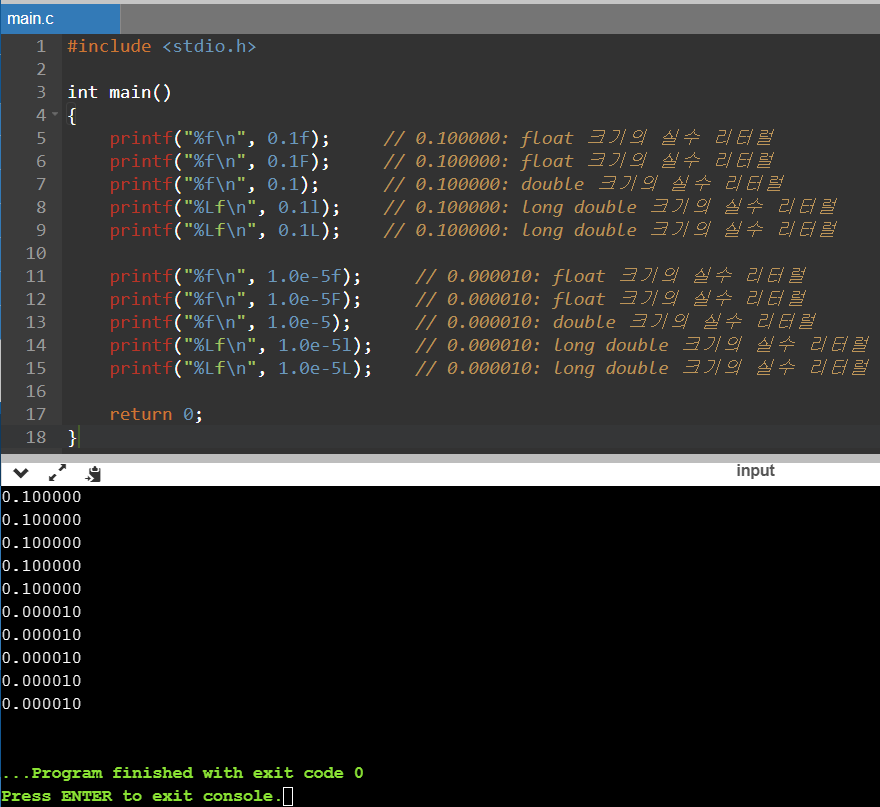 main.c
1 #include <stdio.h>
2
3 int main()
4 {
5 printf("%f\n", 0.1f); // 0.100000: float 크기의 실수 리터럴
6 printf("%f\n", 0.1F); // 0.100000: float 크기의 실수 리터럴
7 printf("%f\n", 0.1); // 0.100000: double 크기의 실수 리터럴
8 printf("%Lf\n", 0.1l); // 0.100000: long double 크기의 실수 리터럴
9 printf("%Lf\n", 0.1L); // 0.100000: long double 크기의 실수 리터럴
10
11 printf("%f\n", 1.0e-5f); // 0.000010: float 크기의 실수 리터럴
12 printf("%f\n", 1.0e-5F); // 0.000010: float 크기의 실수 리터럴
13 printf("%f\n", 1.0e-5); // 0.000010: double 크기의 실수 리터럴
14 printf("%Lf\n", 1.0e-5l); // 0.000010: long double 크기의 실수 리터럴
15 printf("%Lf\n", 1.0e-5L); // 0.000010: long double 크기의 실수 리터럴
16
17 return 0;
18 }
input
0.100000
0.100000
0.100000
0.100000
0.100000
0.000010
0.000010
0.000010
0.000010
0.000010
...Program finished with exit code 0
Press ENTER to exit console.